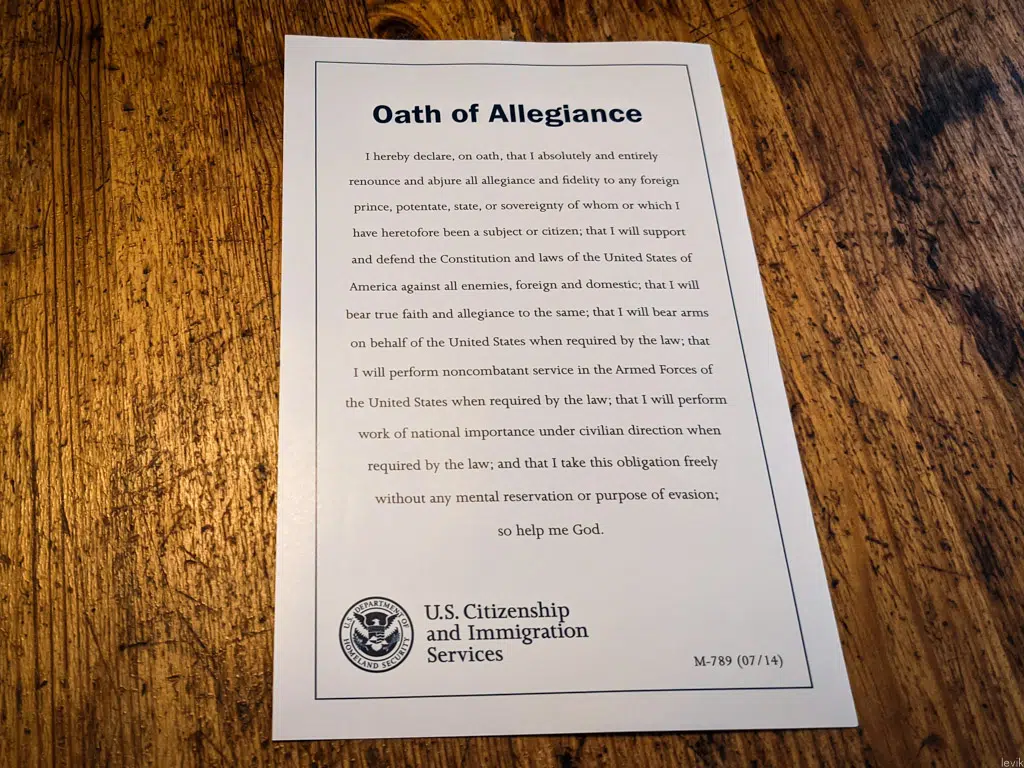 Oath of Allegiance
I hereby declare, on oath, that I absolutely and entirely
renounce and abjure all allegiance and fidelity to any foreign
prince, potentate, state, or sovereignty of whom or which I
have heretofore been a subject or citizen; that I will support
and defend the Constitution and laws of the United States of
America against all enemies, foreign and domestic; that I will
bear true faith and allegiance to the same; that I will bear arms
on behalf of the United States when required by the law; that
I will perform noncombatant service in the Armed Forces of
the United States when required by the law; that I will perform
work of national importance under civilian direction when
required by the law; and that I take this obligation freely
without any mental reservation or purpose of evasion;
so help me God.
U.S. DEPARTMENT OF HOMELAND SECURITY
U.S. Citizenship
and Immigration
Services
M-789 (07/14)
levik